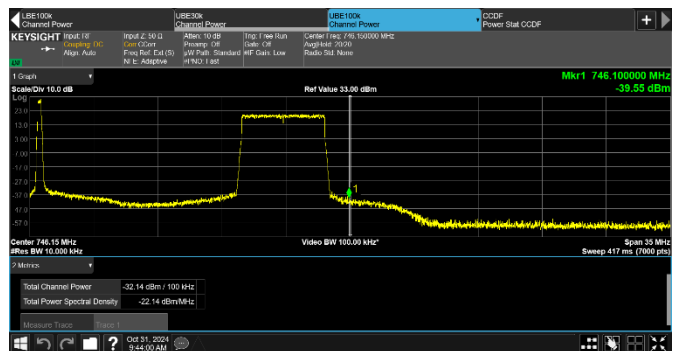 LBE100k
Channel Power
UBE30k
Channel Power
UBE100k
Channel Power
CCDF
Power Stat CCDF
KEYSIGHT
Input: RF
Coupling: DC
Align: Auto
Input Z: 50 Ω
Corr CCorr
Freq Ref: Ext (S)
NFE: Adaptive
Atten: 10 dB
Preamp: Off
µW Path: Standard
#PNO: Fast
Trig: Free Run
Gate: Off
#IF Gain: Low
Center Freq: 746.150000 MHz
Avg|Hold: 20/20
Radio Std: None
1 Graph
Mkr1 746.100000 MHz
Scale/Div 10.0 dB
Ref Value 33.00 dBm
-39.55 dBm
Log
23.0
13.0
3.00
-7.00
-17.0
-27.0
-37.0
-47.0
-57.0
1
Center 746.15 MHz
Video BW 100.00 kHz*
Span 35 MHz
#Res BW 10.000 kHz
Sweep 417 ms (7000 pts)
2 Metrics
Total Channel Power -32.14 dBm / 100 kHz
Total Power Spectral Density -22.14 dBm/MHz
Measure Trace Trace 1
?
Oct 31, 2024
9:44:00 AM